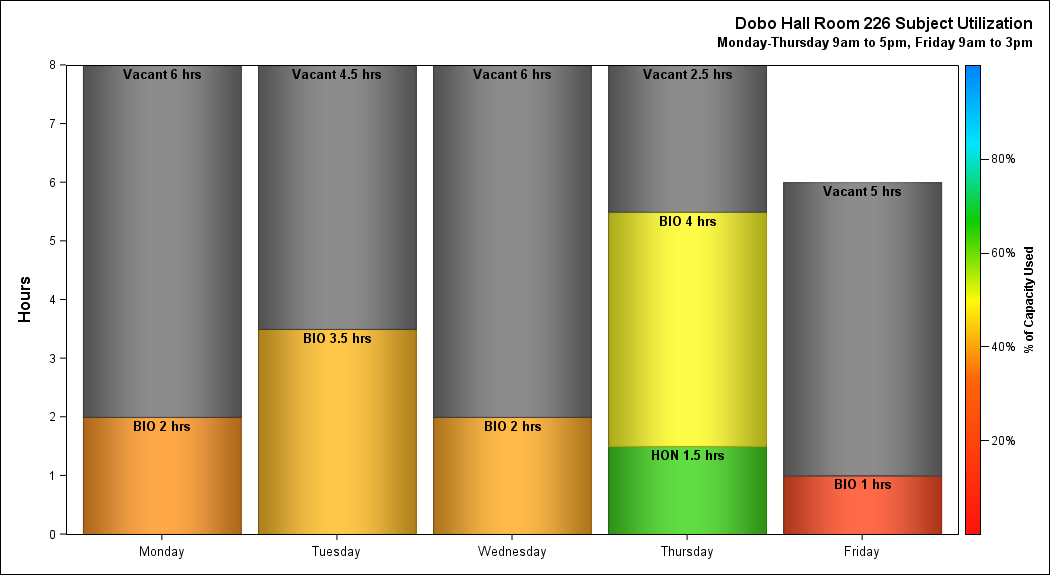 Dobo Hall Room 226 Subject Utilization
Monday-Thursday 9am to 5pm, Friday 9am to 3pm
8
7
6
5
4
3
2
1
0
Hours
Vacant 6 hrs
BIO 2 hrs
Vacant 4.5 hrs
BIO 3.5 hrs
Vacant 6 hrs
BIO 2 hrs
Vacant 2.5 hrs
BIO 4 hrs
HON 1.5 hrs
Vacant 5 hrs
BIO 1 hrs
Monday
Tuesday
Wednesday
Thursday
Friday
80%
60%
40%
20%
% of Capacity Used